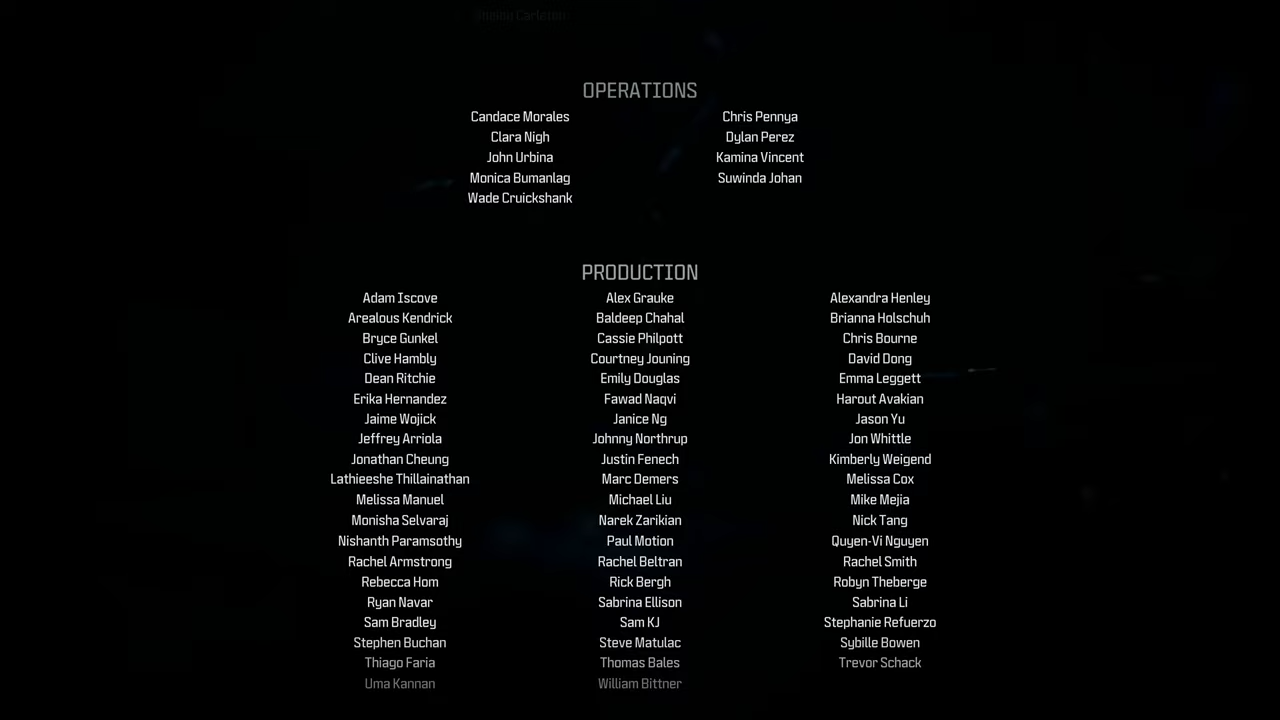 OPERATIONS
Candace Morales Chris Pennya
Clara Nigh Dylan Perez
John Urbina Kamina Vincent
Monica Bumanlag Suwinda Johan
Wade Cruickshank
PRODUCTION
Adam Iscove Alex Grauke Alexandra Henley
Arealous Kendrick Baldeep Chahal Brianna Holschuh
Bryce Gunkel Cassie Philpott Chris Bourne
Clive Hambly Courtney Jouning David Dong
Dean Ritchie Emily Douglas Emma Leggett
Erika Hernandez Fawad Naqvi Harout Avakian
Jaime Wojick Janice Ng Jason Yu
Jeffrey Arriola Johnny Northrup Jon Whittle
Jonathan Cheung Justin Fenech Kimberly Weigend
Lathieeshe Thillainathan Marc Demers Melissa Cox
Melissa Manuel Michael Liu Mike Mejia
Monisha Selvaraj Narek Zarikian Nick Tang
Nishanth Paramsothy Paul Motion Quyen-Vi Nguyen
Rachel Armstrong Rachel Beltran Rachel Smith
Rebecca Hom Rick Bergh Robyn Theberge
Ryan Navar Sabrina Ellison Sabrina Li
Sam Bradley Sam KJ Stephanie Refuerzo
Stephen Buchan Steve Matulac Sybille Bowen
Thiago Faria Thomas Bales Trevor Schack
Uma Kannan William Bittner